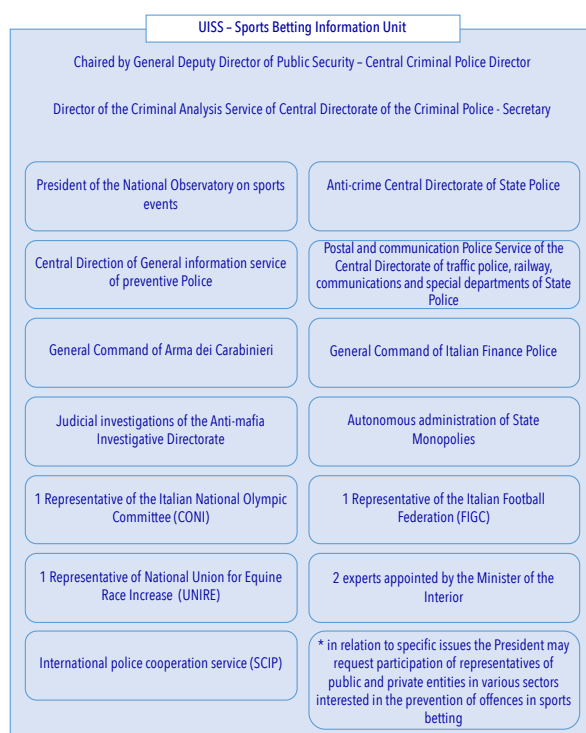 UISS – Sports Betting Information Unit
Chaired by General Deputy Director of Public Security – Central Criminal Police Director
Director of the Criminal Analysis Service of Central Directorate of the Criminal Police - Secretary
President of the National Observatory on sports
events
Anti-crime Central Directorate of State Police
Central Direction of General information service
of preventive Police
Postal and communication Police Service of the
Central Directorate of traffic police, railway,
communications and special departments of State
Police
General Command of Arma dei Carabinieri
General Command of Italian Finance Police
Judicial investigations of the Anti-mafia
Investigative Directorate
Autonomous administration of State
Monopolies
1 Representative of the Italian National Olympic
Committee (CONI)
1 Representative of the Italian Football
Federation (FIGC)
1 Representative of National Union for Equine
Race Increase (UNIRE)
2 experts appointed by the Minister of the
Interior
International police cooperation service (SCIP)
* in relation to specific issues the President may
request participation of representatives of
public and private entities in various sectors
interested in the prevention of offences in sports
betting